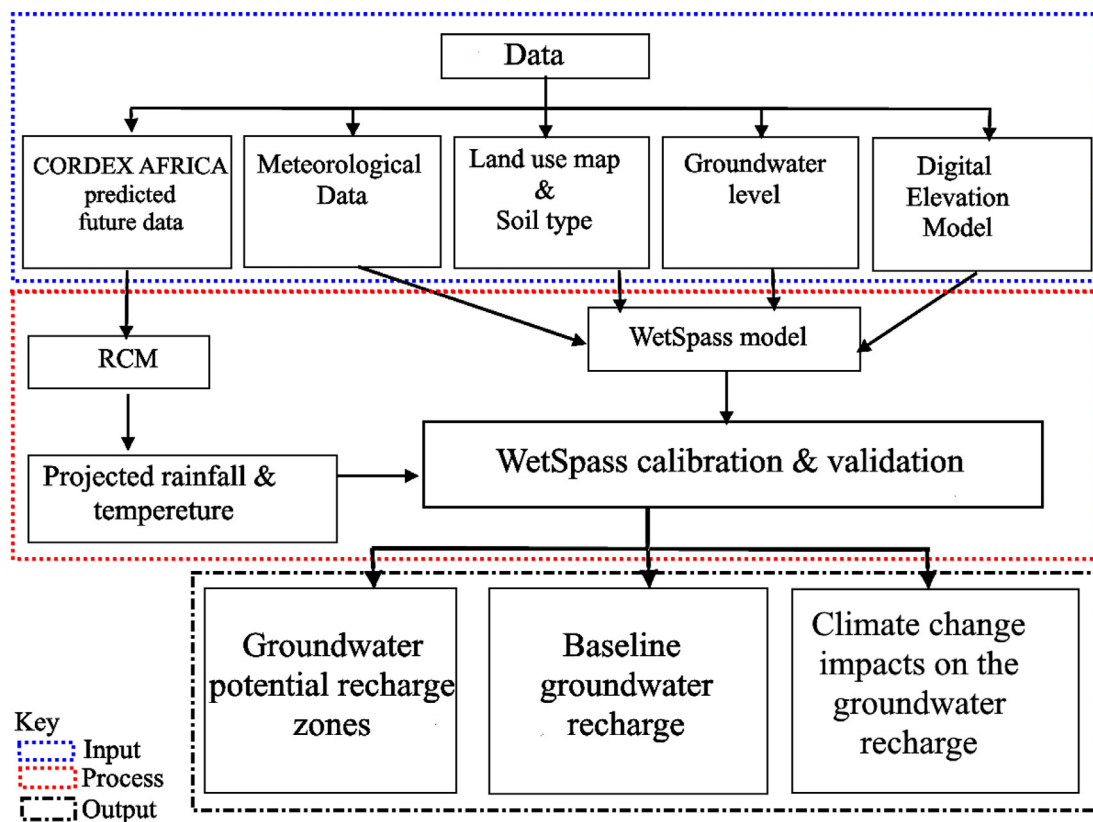 Data
CORDEX AFRICA
predicted
future data
Meteorological
Data
Land use map
&
Soil type
Groundwater
level
Digital
Elevation
Model
WetSpass model
RCM
WetSpass calibration & validation
Projected rainfall &
tempereture
Groundwater
potential recharge
zones
Baseline
groundwater
recharge
Climate change
impacts on the
groundwater
recharge
Key
Input
Process
Output